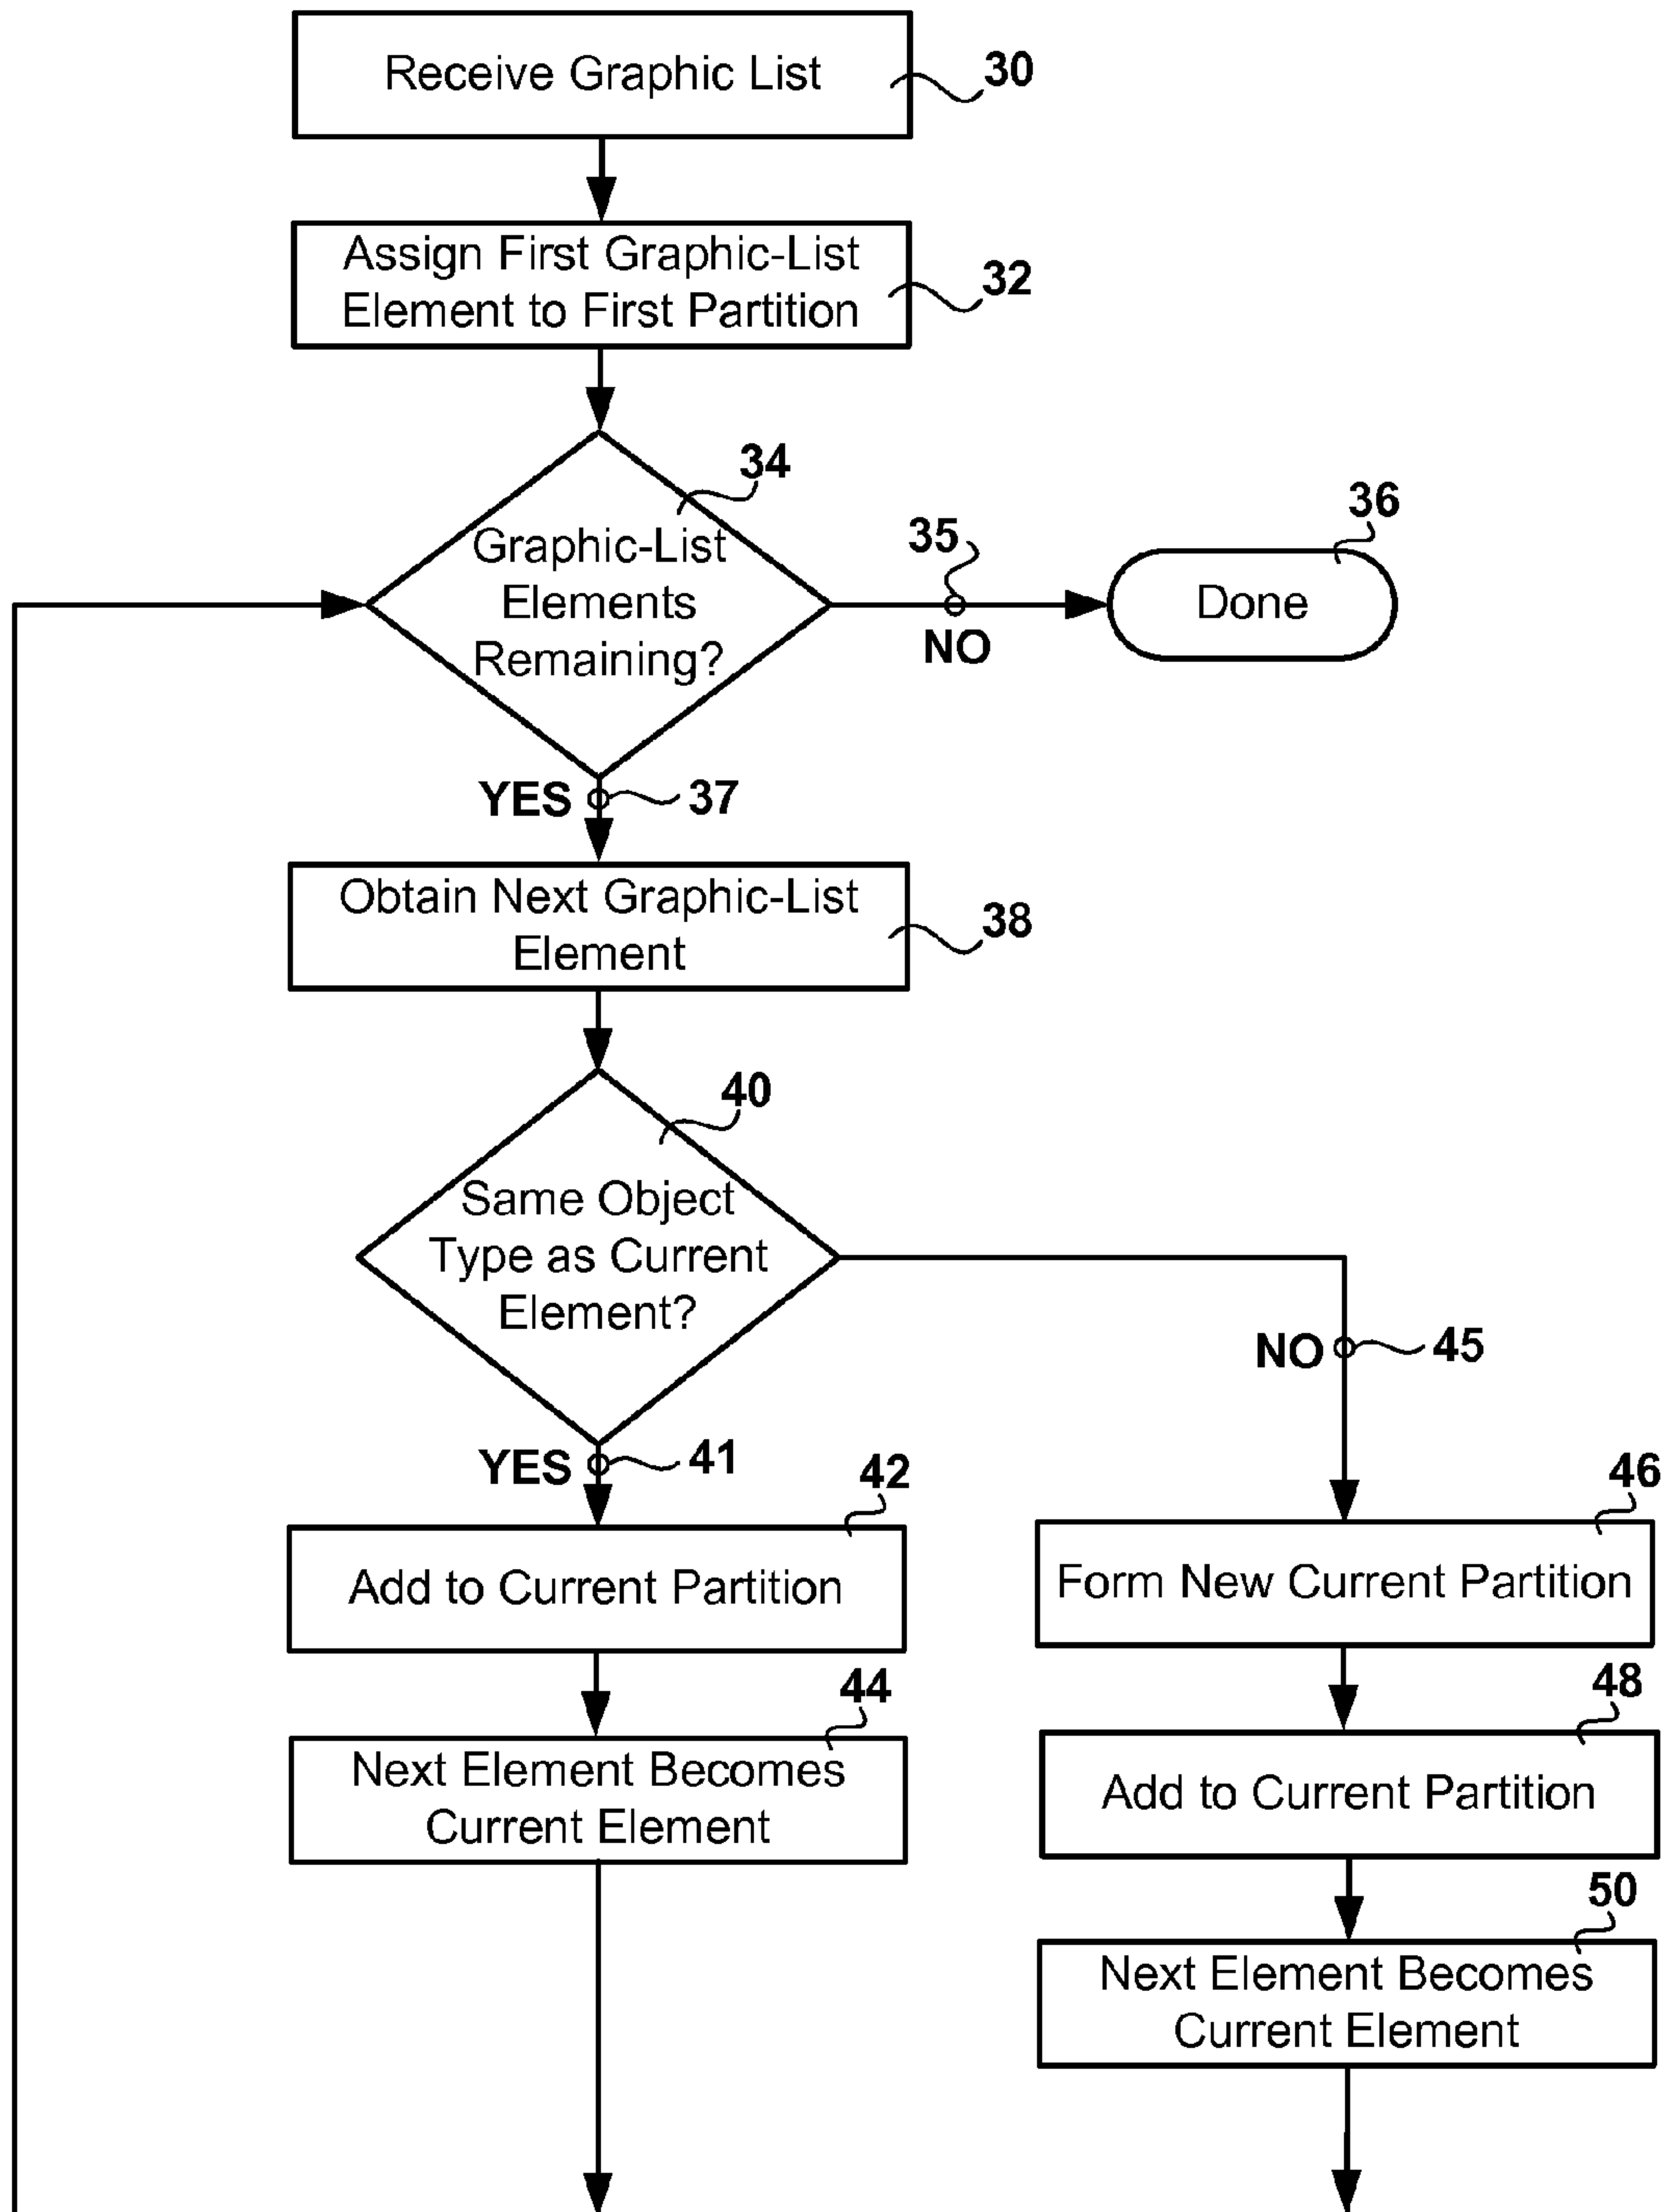 Receive Graphic List
30
Assign First Graphic-List
Element to First Partition
32
34
Graphic-List
Elements
Remaining?
35
NO
36
Done
YES
37
Obtain Next Graphic-List
Element
38
40
Same Object
Type as Current
Element?
NO
45
YES
41
42
Add to Current Partition
46
Form New Current Partition
44
Next Element Becomes
Current Element
48
Add to Current Partition
50
Next Element Becomes
Current Element